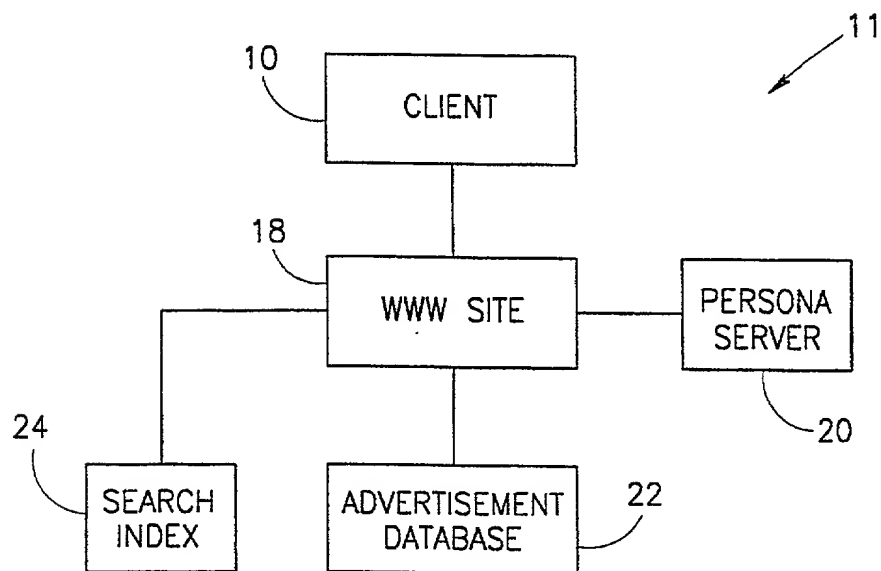 11
10
CLIENT
18
WWW SITE
PERSONA
SERVER
20
24
SEARCH
INDEX
ADVERTISEMENT
DATABASE
22